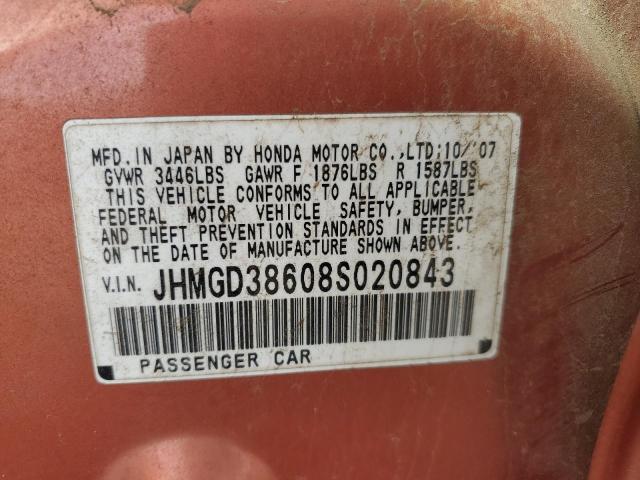 MFD. IN JAPAN BY HONDA MOTOR CO.,LTD; 10/'07
GVWR 3446LBS GAWR F 1876LBS R 1587LBS
THIS VEHICLE CONFORMS TO ALL APPLICABLE
FEDERAL MOTOR VEHICLE SAFETY, BUMPER,
AND THEFT PREVENTION STANDARDS IN EFFECT
ON THE DATE OF MANUFACTURE SHOWN ABOVE.
V.I.N. JHMGD38608S020843
PASSENGER CAR